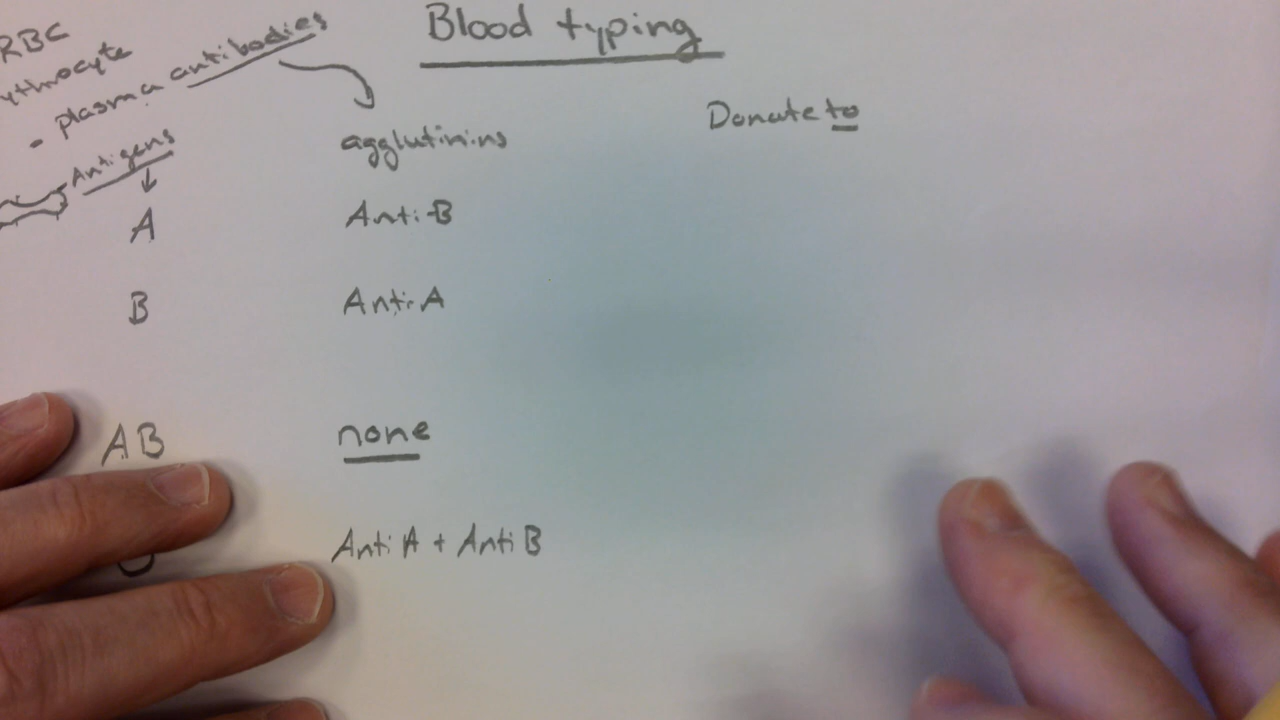 Blood typing
RBC
ythrocyte
- plasma antibodies
Antigens
agglutinins
Donate to
A
Anti-B
B
Anti-A
AB
none
Anti A + Anti B